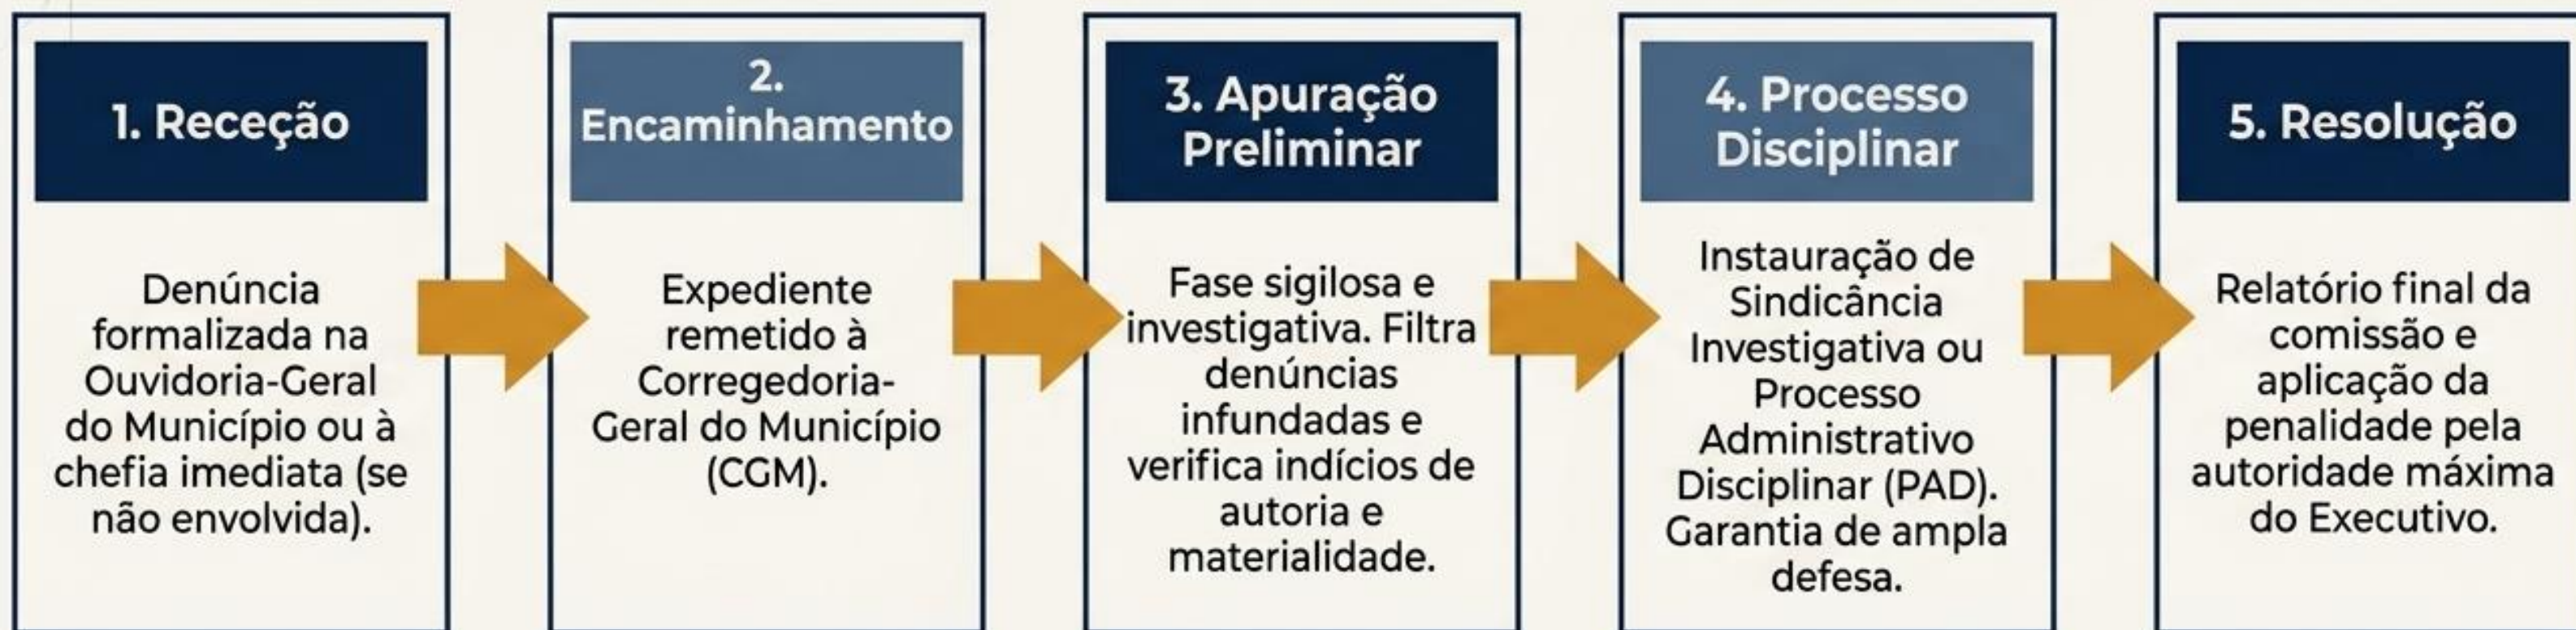 1. Receção
Denúncia
formalizada na
Ouvidoria-Geral
do Município ou à
chefia imediata (se
não envolvida).
2.
Encaminhamento
Expediente
remetido à
Corregedoria-
Geral do Município
(CGM).
3. Apuração
Preliminar
Fase sigilosa e
investigativa. Filtra
denúncias
infundadas e
verifica indícios de
autoria e
materialidade.
4. Processo
Disciplinar
Instauração de
Sindicância
Investigativa ou
Processo
Administrativo
Disciplinar (PAD).
Garantia de ampla
defesa.
5. Resolução
Relatório final da
comissão e
aplicação da
penalidade pela
autoridade máxima
do Executivo.